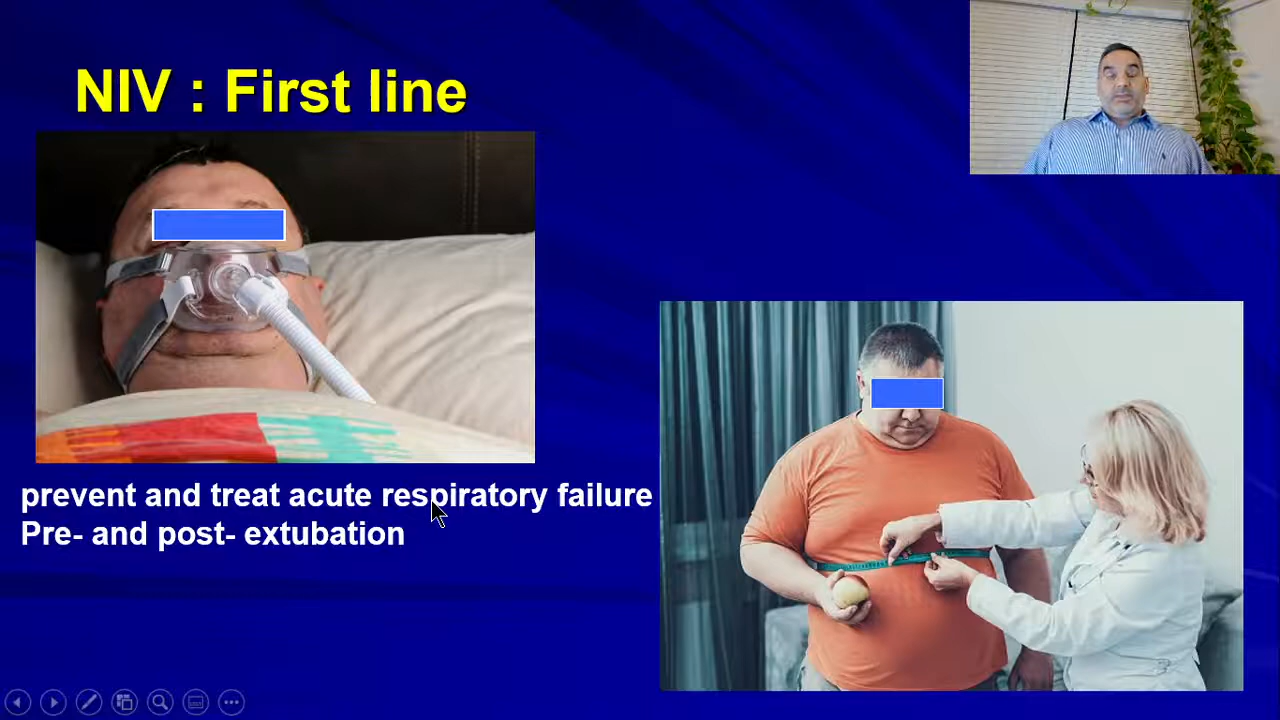 NIV : First line
prevent and treat acute respiratory failure
Pre- and post- extubation